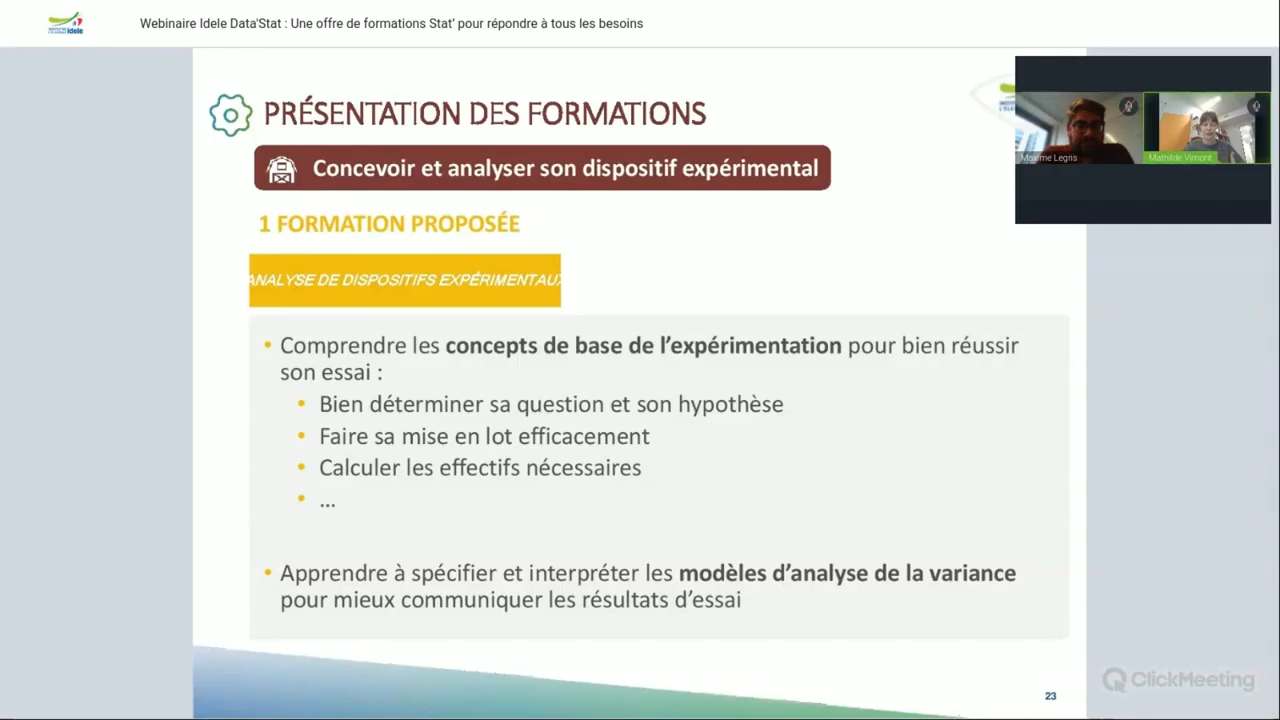 Webinaire Idele Data'Stat : Une offre de formations Stat’ pour répondre à tous les besoins
idele
PRÉSENTATION DES FORMATIONS
Concevoir et analyser son dispositif expérimental
1 FORMATION PROPOSÉE
ANALYSE DE DISPOSITIFS EXPÉRIMENTAUX
• Comprendre les concepts de base de l’expérimentation pour bien réussir
son essai :
• Bien déterminer sa question et son hypothèse
• Faire sa mise en lot efficacement
• Calculer les effectifs nécessaires
• ...
• Apprendre à spécifier et interpréter les modèles d’analyse de la variance
pour mieux communiquer les résultats d’essai
Maxime Legris
Mathilde Vimont
23
ClickMeeting